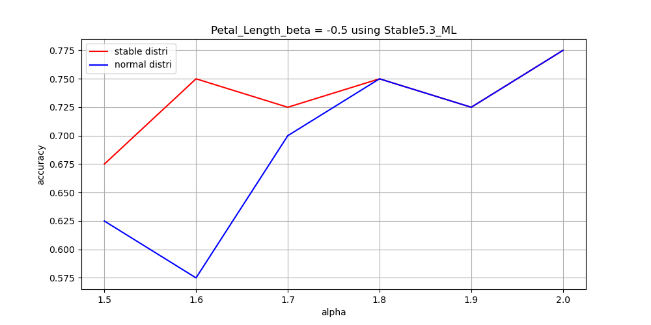 Petal_Length_beta = -0.5 using Stable5.3_ML
stable distri
normal distri
0.775
0.750
0.725
0.700
0.675
0.650
0.625
0.600
0.575
accuracy
1.5 1.6 1.7 1.8 1.9 2.0
alpha